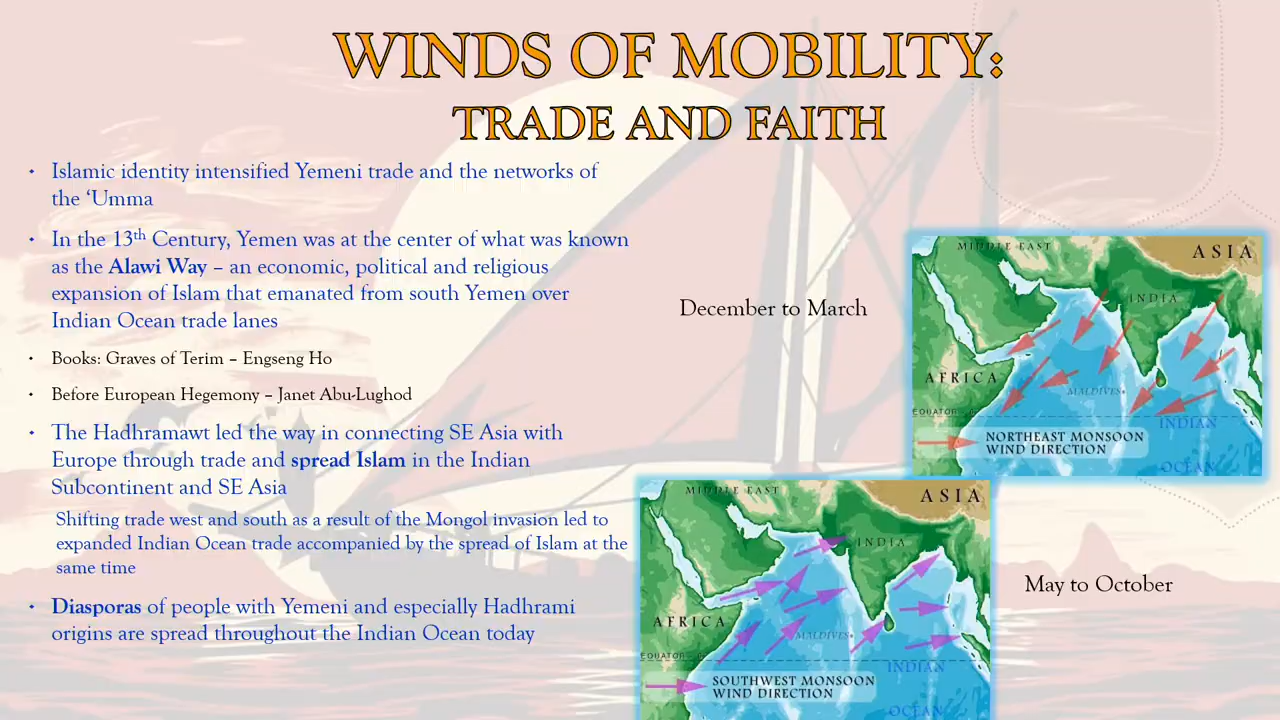 WINDS OF MOBILITY:
TRADE AND FAITH
• Islamic identity intensified Yemeni trade and the networks of
the ‘Umma
• In the 13th Century, Yemen was at the center of what was known
as the Alawi Way – an economic, political and religious
expansion of Islam that emanated from south Yemen over
Indian Ocean trade lanes
• Books: Graves of Terim – Engseng Ho
• Before European Hegemony – Janet Abu-Lughod
• The Hadhramawt led the way in connecting SE Asia with
Europe through trade and spread Islam in the Indian
Subcontinent and SE Asia
Shifting trade west and south as a result of the Mongol invasion led to
expanded Indian Ocean trade accompanied by the spread of Islam at the
same time
• Diasporas of people with Yemeni and especially Hadhrami
origins are spread throughout the Indian Ocean today
December to March
MIDDLE EAST
ASIA
INDIA
AFRICA
MALDIVES
EQUATOR
INDIAN
OCEAN
NORTHEAST MONSOON
WIND DIRECTION
MIDDLE EAST
ASIA
INDIA
AFRICA
MALDIVES
EQUATOR
INDIAN
OCEAN
SOUTHWEST MONSOON
WIND DIRECTION
May to October